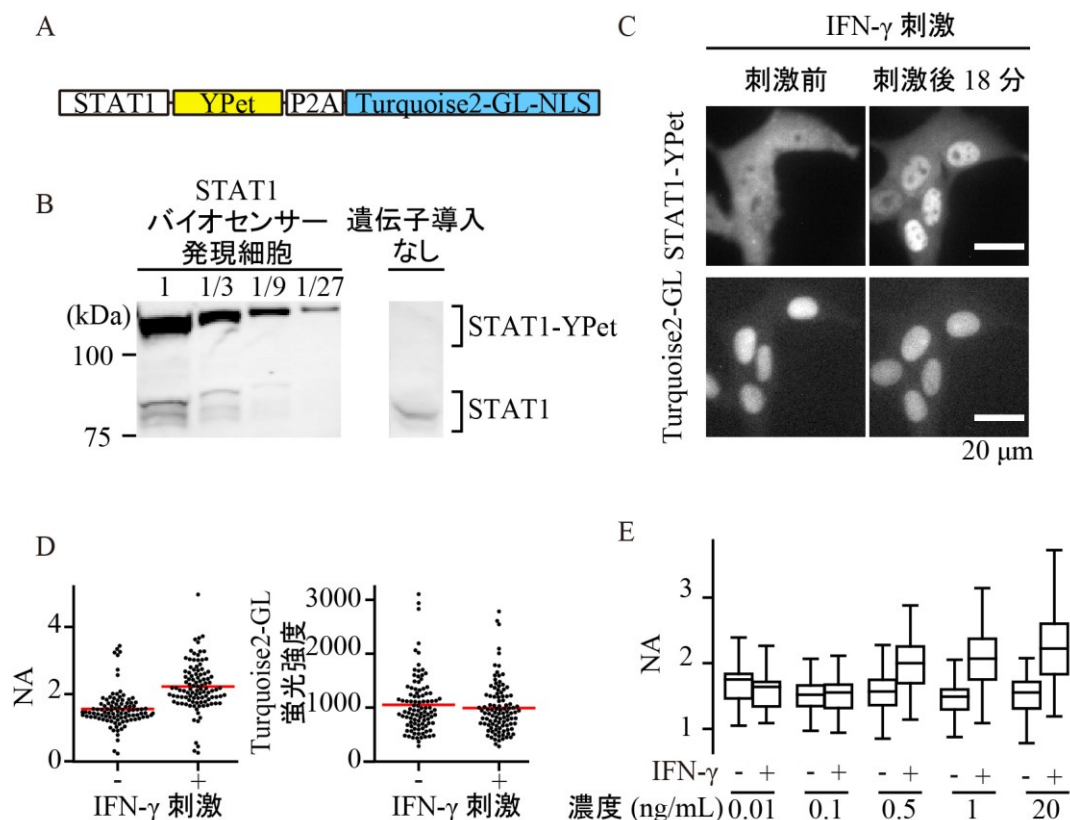 A
STAT1 YPet P2A Turquoise2-GL-NLS
B
STAT1
バイオセンサー
発現細胞
遺伝子導入
なし
1 1/3 1/9 1/27
(kDa)
100
75
STAT1-YPet
STAT1
C
IFN-γ 刺激
刺激前 刺激後 18 分
STAT1-YPet
Turquoise2-GL
20 μm
D
NA
4
2
0
- +
IFN-γ 刺激
Turquoise2-GL
蛍光強度
3000
2000
1000
0
- +
IFN-γ 刺激
E
NA
3
2
1
IFN-γ - + - + - + - + - +
濃度 (ng/mL) 0.01 0.1 0.5 1 20